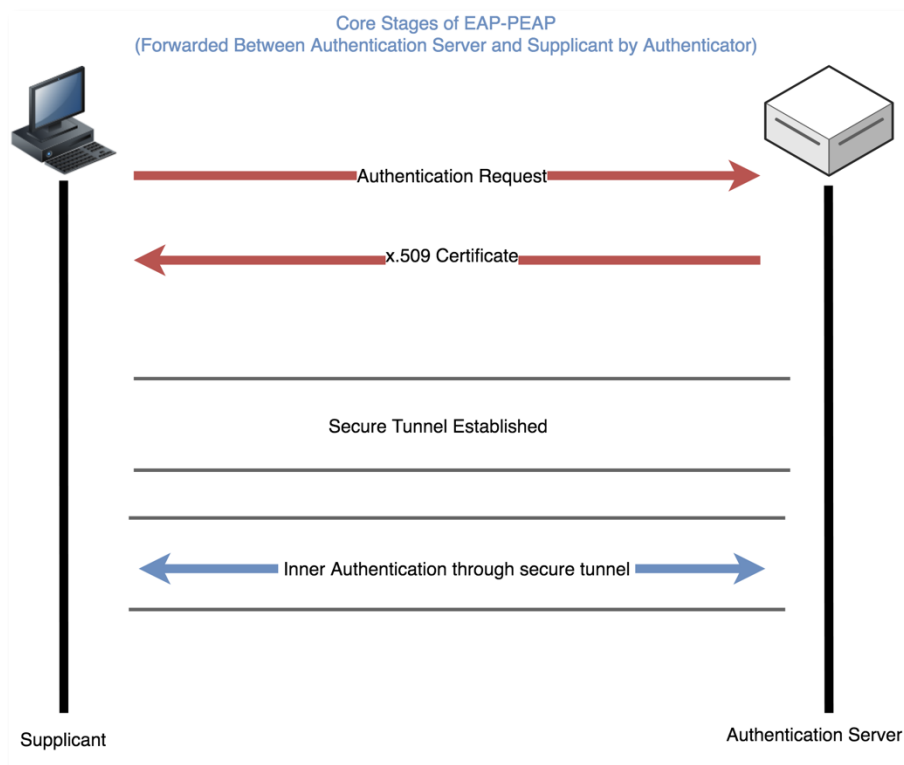 Core Stages of EAP-PEAP
(Forwarded Between Authentication Server and Supplicant by Authenticator)
Authentication Request
x.509 Certificate
Secure Tunnel Established
Inner Authentication through secure tunnel
Supplicant
Authentication Server